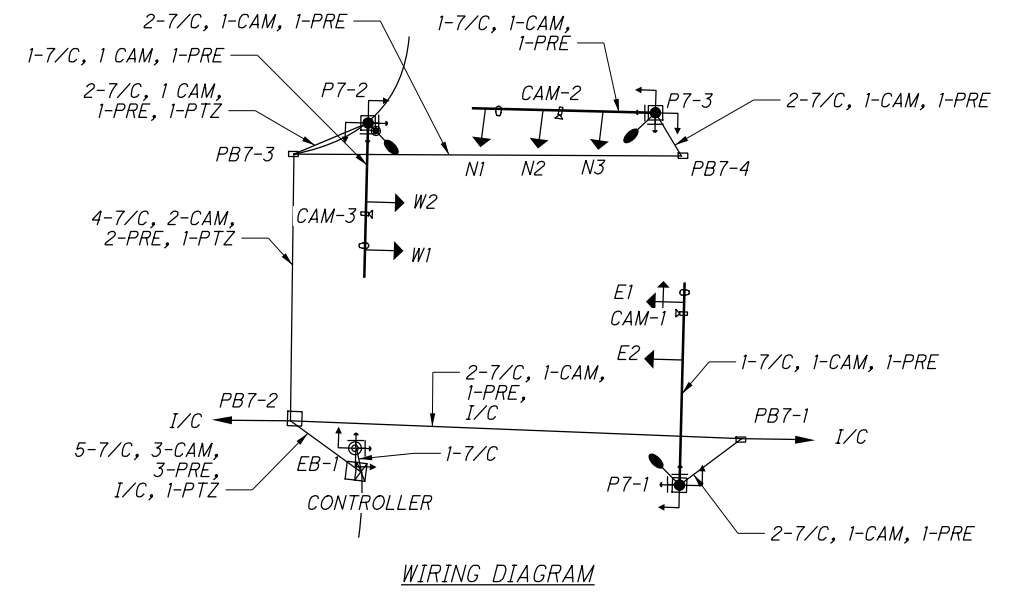 2-7/C, 1-CAM, 1-PRE
1-7/C, 1-CAM,
1-PRE
1-7/C, 1 CAM, 1-PRE
2-7/C, 1 CAM,
1-PRE, 1-PTZ
P7-2
CAM-2
P7-3
2-7/C, 1-CAM, 1-PRE
PB7-3
N1
N2
N3
PB7-4
4-7/C, 2-CAM,
2-PRE, 1-PTZ
CAM-3
W2
W1
E1
CAM-1
E2
1-7/C, 1-CAM, 1-PRE
2-7/C, 1-CAM,
1-PRE,
I/C
PB7-2
I/C
PB7-1
I/C
5-7/C, 3-CAM,
3-PRE,
I/C, 1-PTZ
EB-1
1-7/C
CONTROLLER
P7-1
2-7/C, 1-CAM, 1-PRE
WIRING DIAGRAM